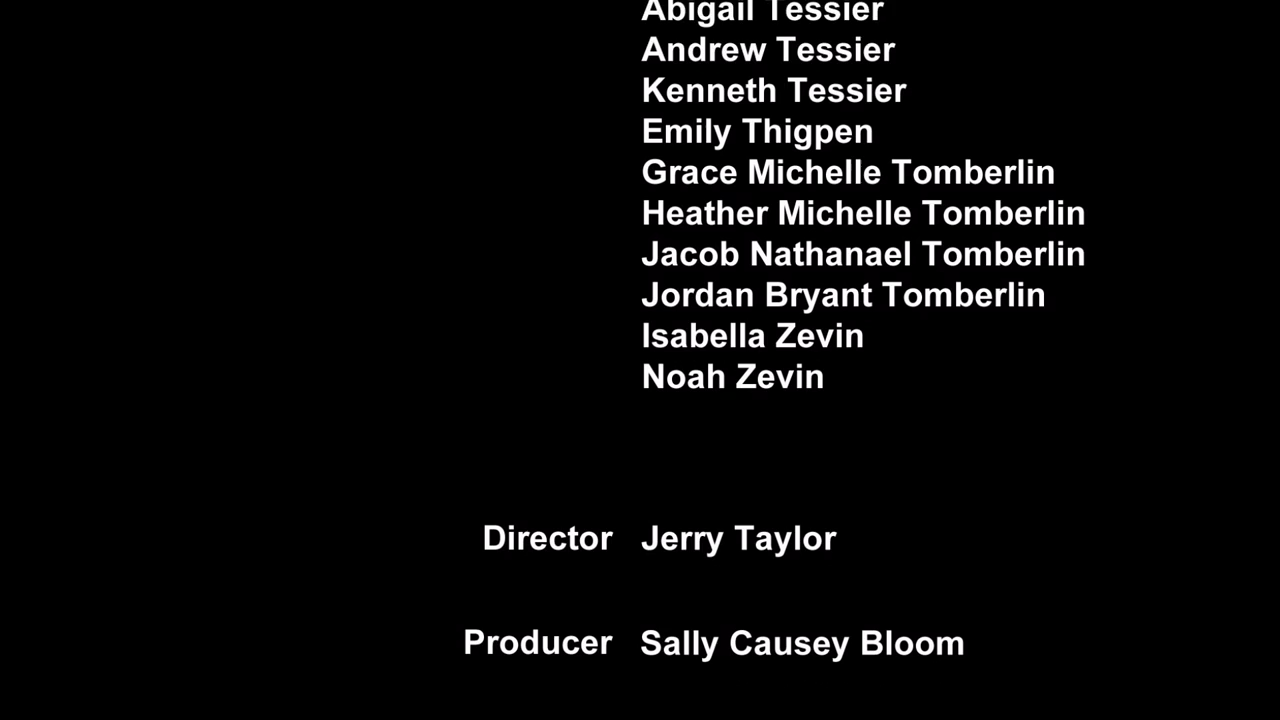 Abigail Tessier
Andrew Tessier
Kenneth Tessier
Emily Thigpen
Grace Michelle Tomberlin
Heather Michelle Tomberlin
Jacob Nathanael Tomberlin
Jordan Bryant Tomberlin
Isabella Zevin
Noah Zevin
Director Jerry Taylor
Producer Sally Causey Bloom